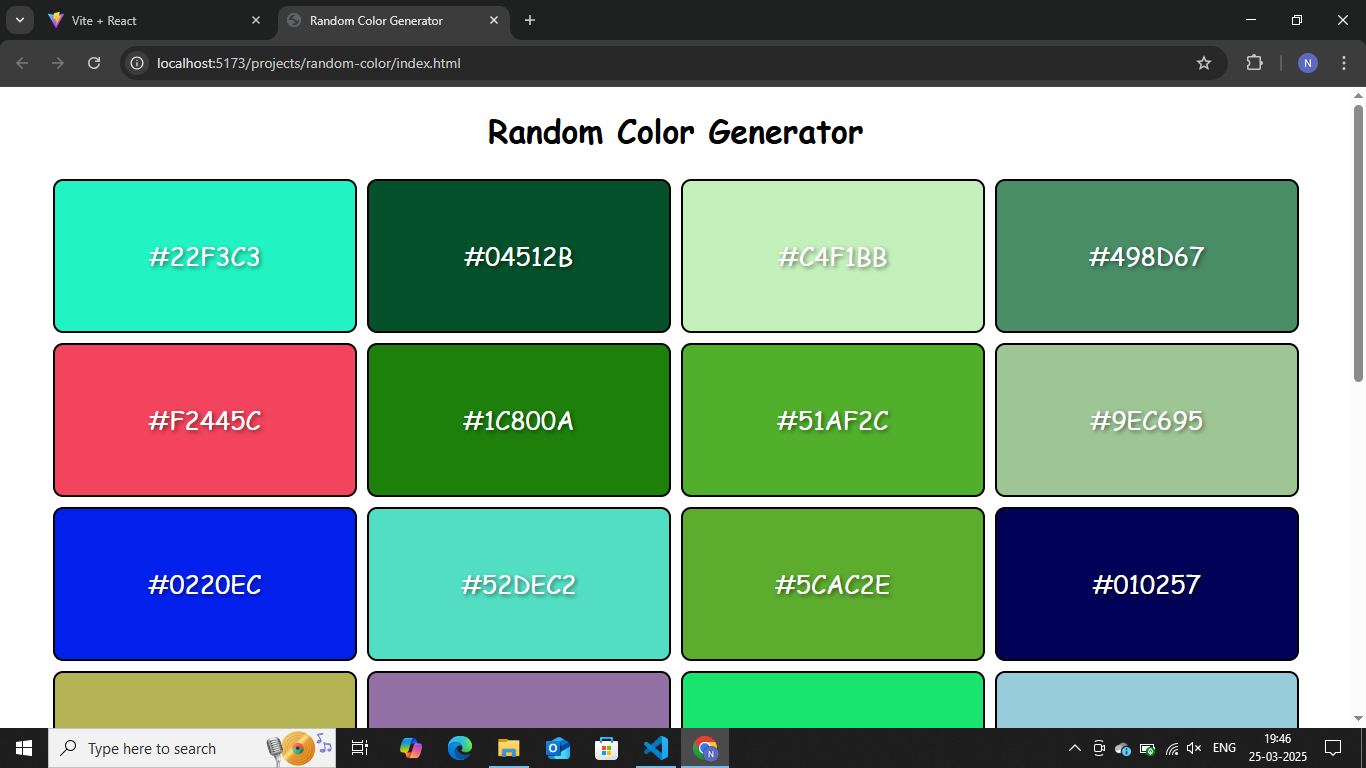 Vite + React
Random Color Generator
localhost:5173/projects/random-color/index.html
N
Random Color Generator
#22F3C3 #04512B #C4F1BB #498D67
#F2445C #1C800A #51AF2C #9EC695
#0220EC #52DEC2 #5CAC2E #010257
Type here to search
N
ENG
19:46
25-03-2025